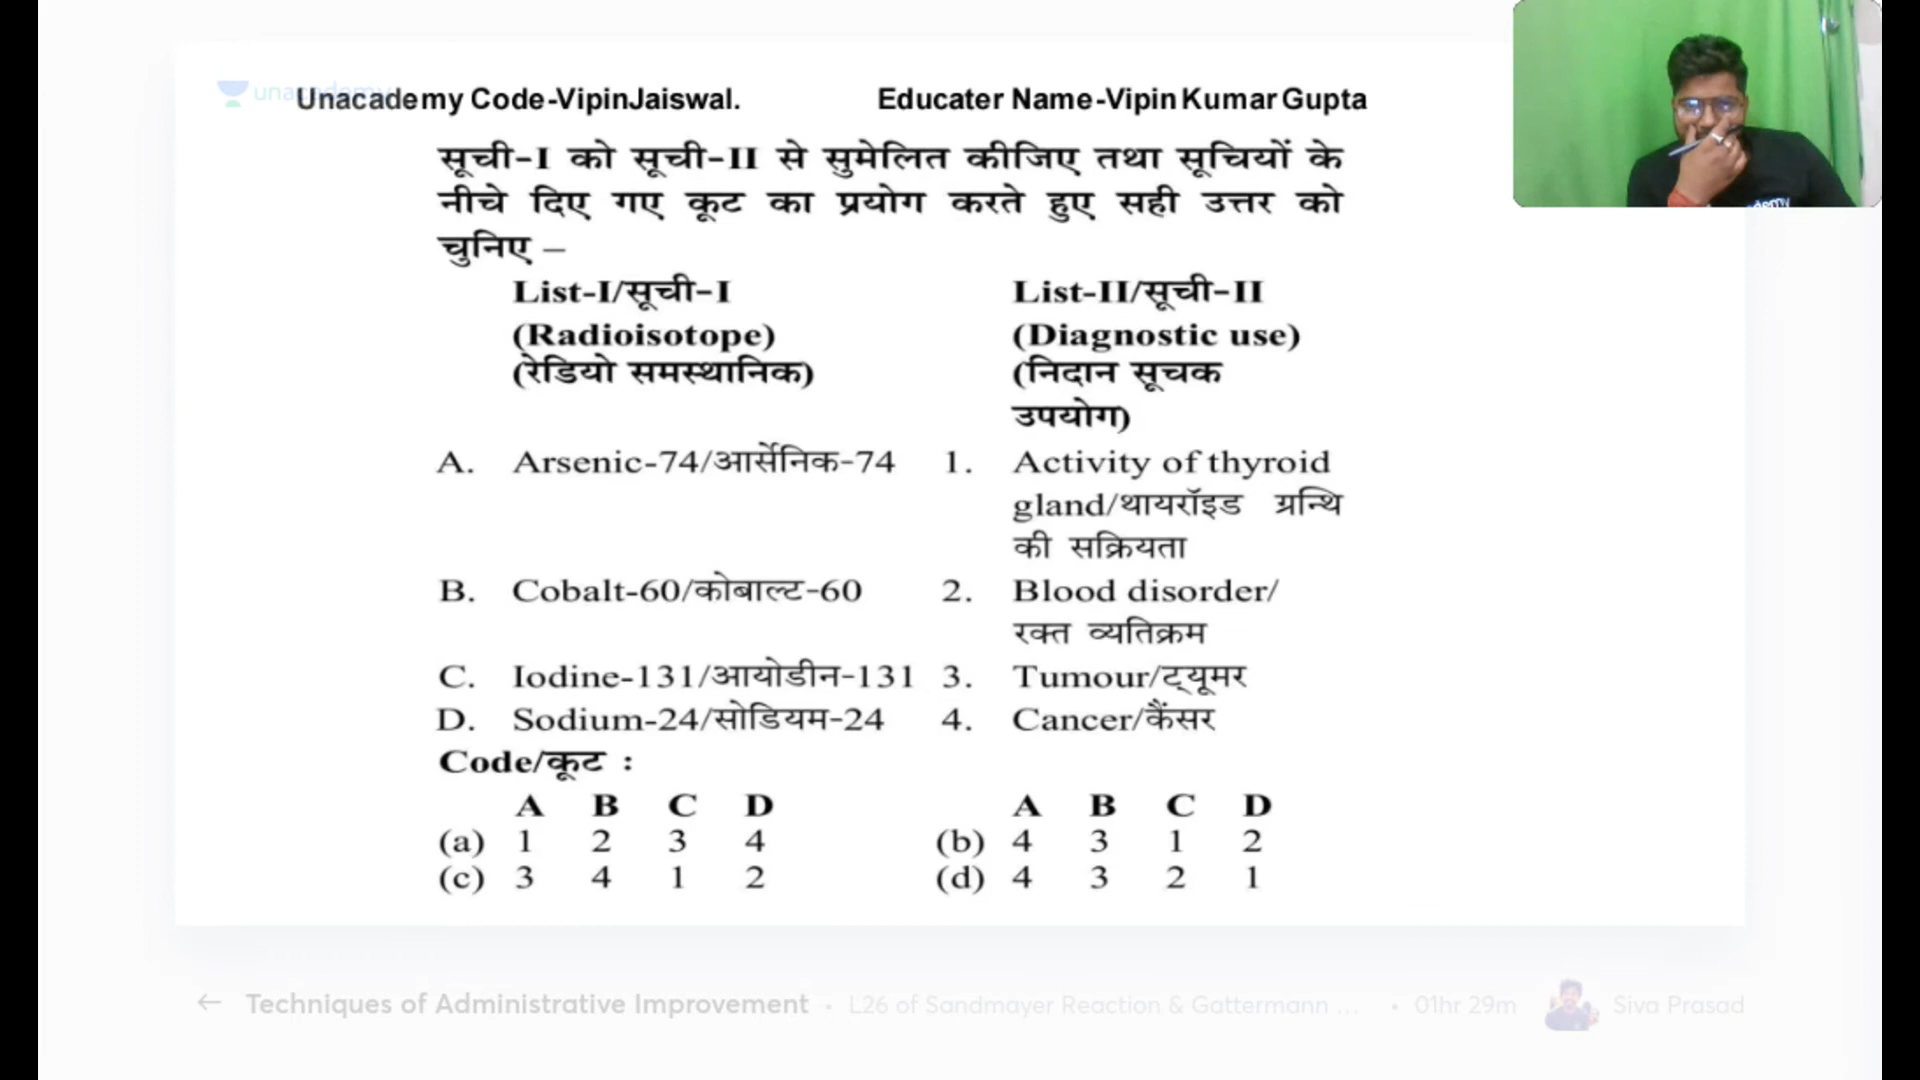 unacademy
Unacademy Code-VipinJaiswal. Educater Name-Vipin Kumar Gupta
सूची-I को सूची-II से सुमेलित कीजिए तथा सूचियों के
नीचे दिए गए कूट का प्रयोग करते हुए सही उत्तर को
चुनिए –
List-I/सूची-I List-II/सूची-II
(Radioisotope) (Diagnostic use)
(रेडियो समस्थानिक) (निदान सूचक
उपयोग)
A. Arsenic-74/आर्सेनिक-74 1. Activity of thyroid
gland/थायरॉइड ग्रन्थि
की सक्रियता
B. Cobalt-60/कोबाल्ट-60 2. Blood disorder/
रक्त व्यतिक्रम
C. Iodine-131/आयोडीन-131 3. Tumour/ट्यूमर
D. Sodium-24/सोडियम-24 4. Cancer/कैंसर
Code/कूट :
A B C D A B C D
(a) 1 2 3 4 (b) 4 3 1 2
(c) 3 4 1 2 (d) 4 3 2 1
← Techniques of Administrative Improvement • L26 of Sandmayer Reaction & Gattermann ... • 01hr 29m Siva Prasad